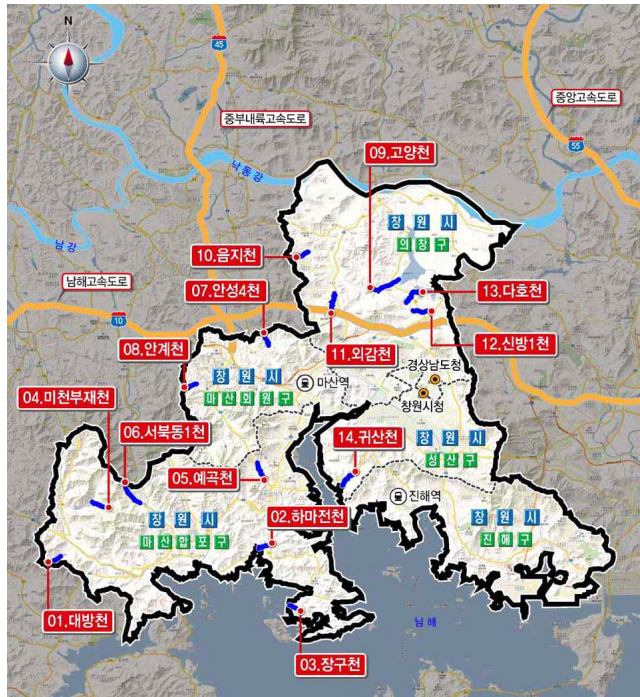 N
45
중부내륙고속도로
중앙고속도로
55
낙동강
09.고양천
남강
창원시
의창구
10.음지천
남해고속도로
07.안성4천
13.다호천
10
11.외감천
12.신방1천
08.안계천
경상남도청
04.미천부재천
창원시
마산역
마산회원구
창원시청
06.서북동1천
14.귀산천
창원시
성산구
05.예곡천
진해역
02.하마전천
창원시
마산합포구
창원시
진해구
01.대방천
남해
03.장구천